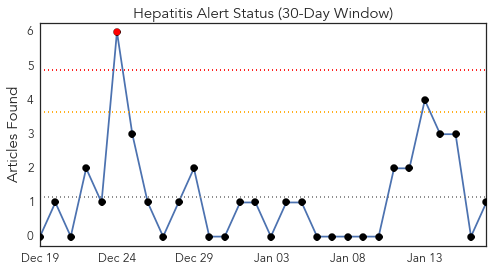 Hepatitis Alert Status (30-Day Window)
Articles Found
6
5
4
3
2
1
0
Dec 19 Dec 24 Dec 29 Jan 03 Jan 08 Jan 13